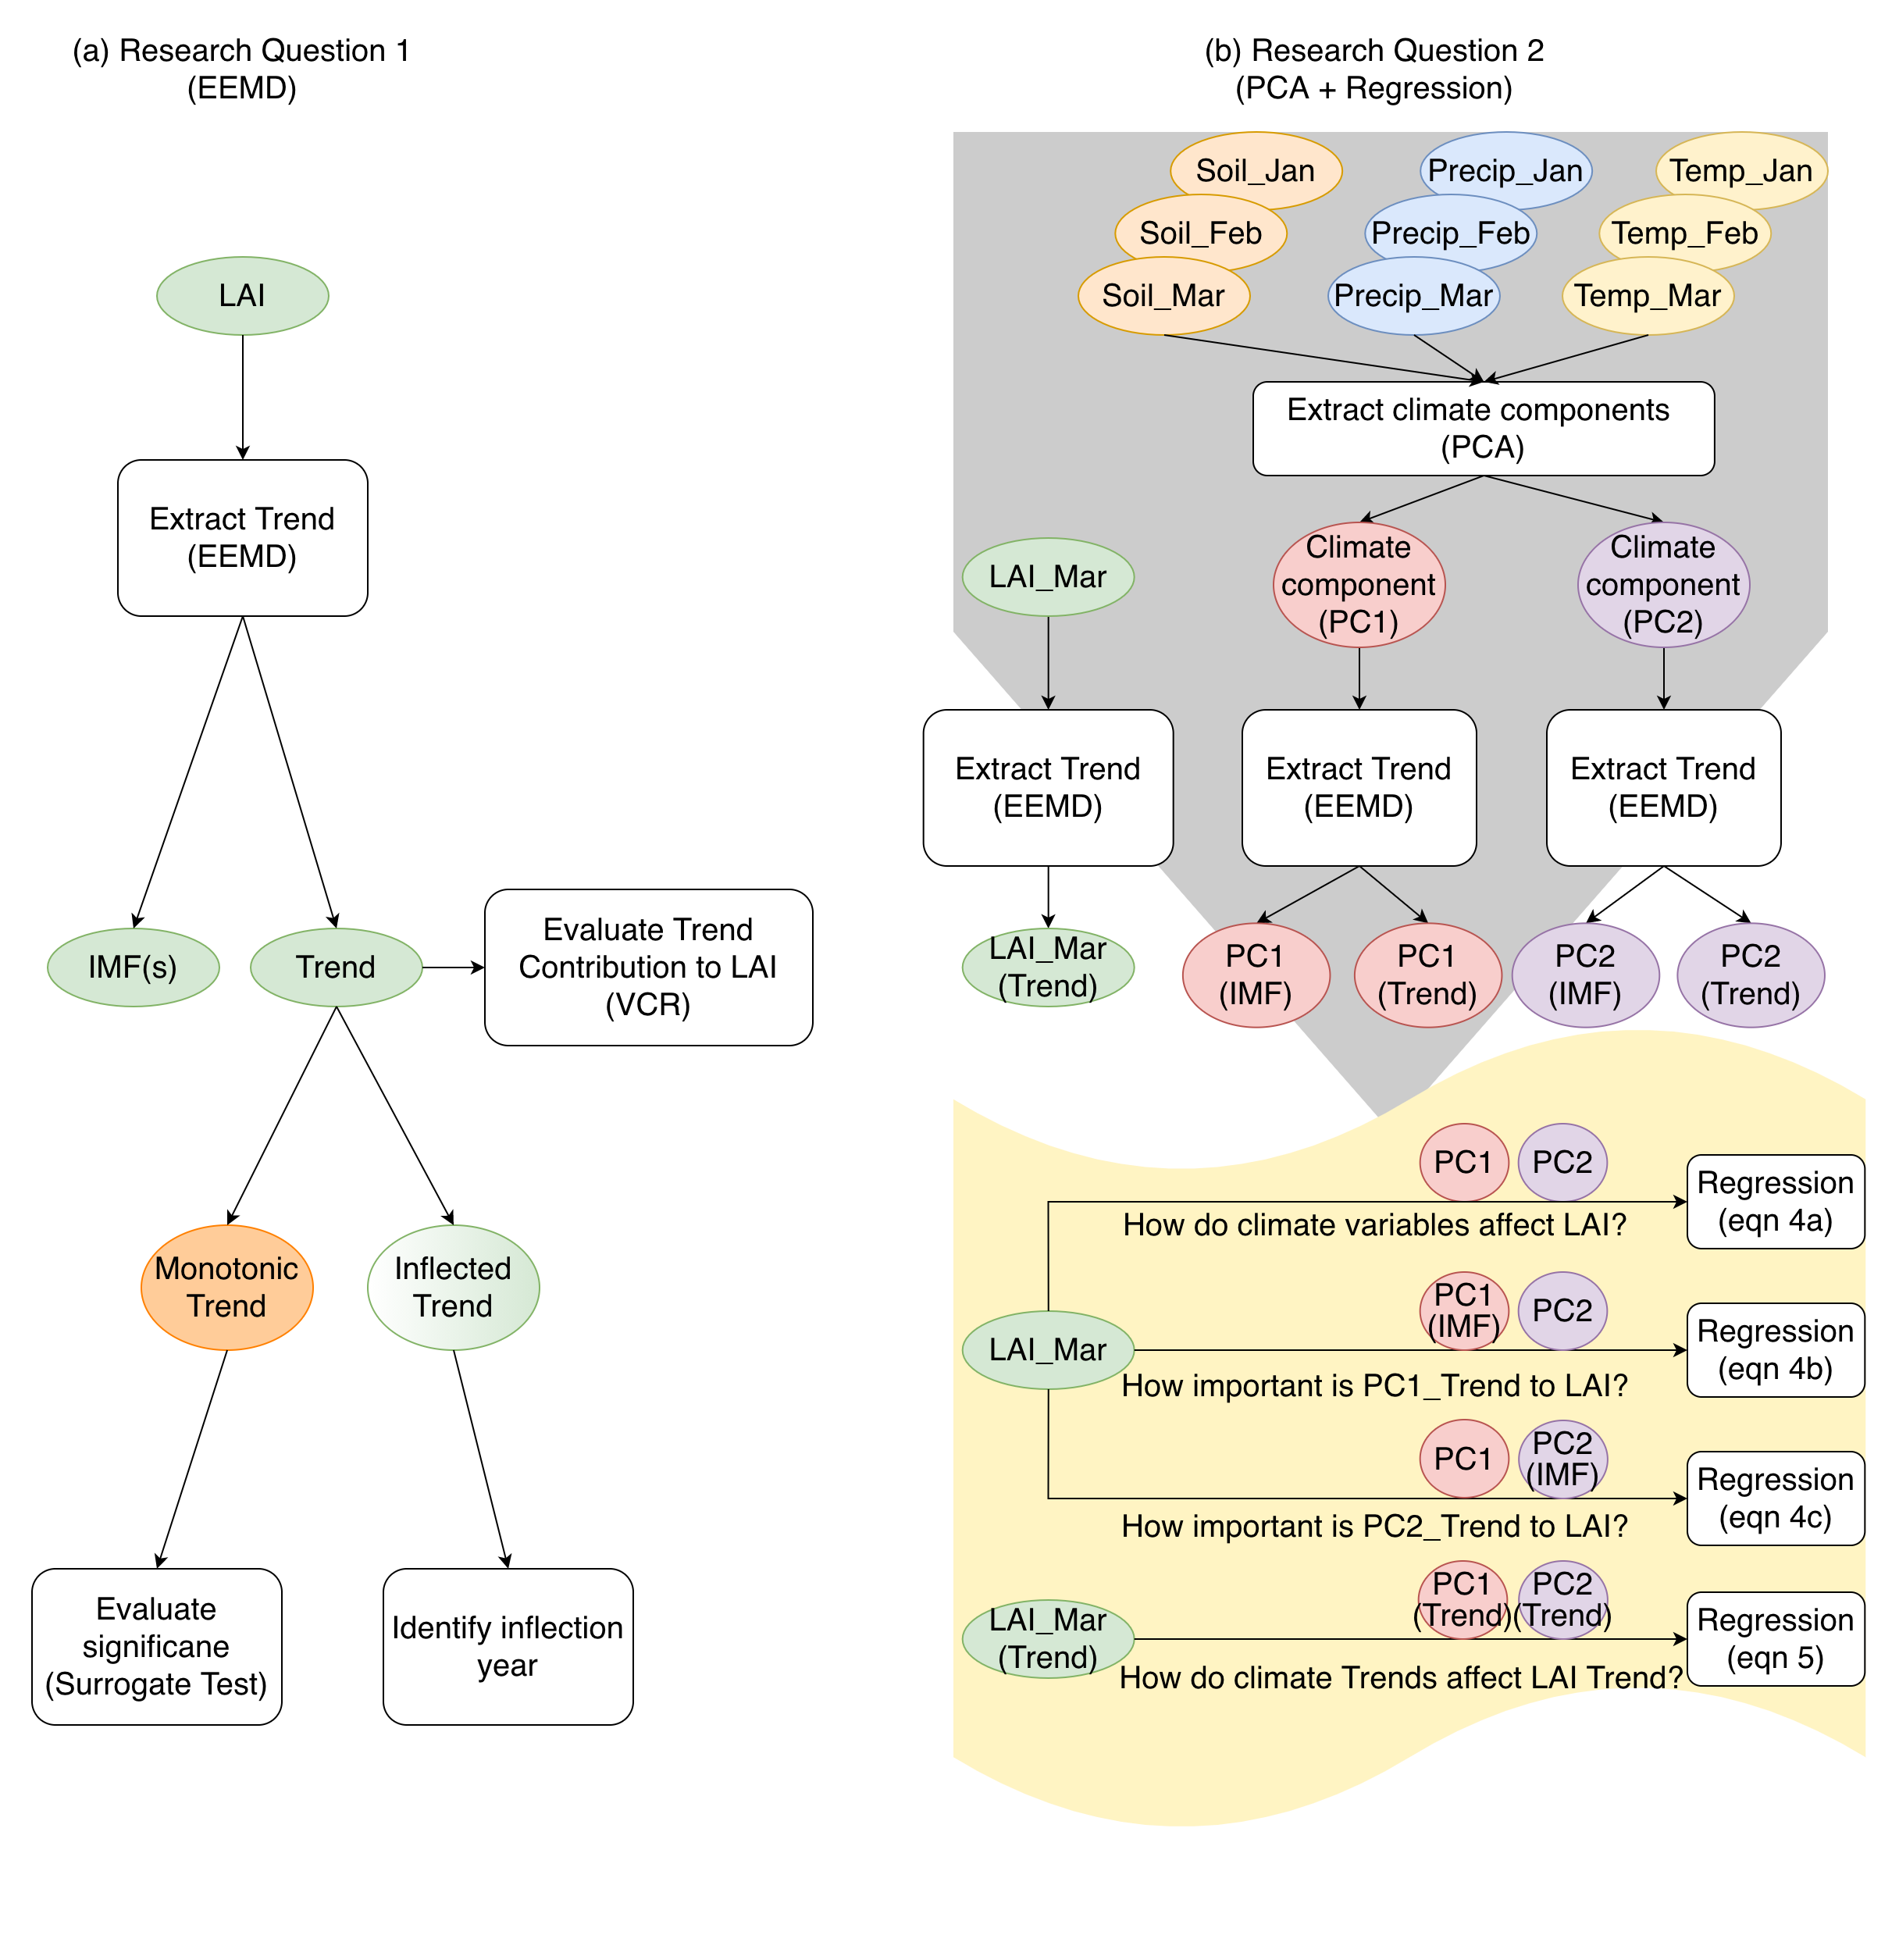 (a) Research Question 1
(EEMD)
LAI
Extract Trend
(EEMD)
IMF(s)
Trend
Evaluate Trend
Contribution to LAI
(VCR)
Monotonic
Trend
Inflected
Trend
Evaluate
significane
(Surrogate Test)
Identify inflection
year
(b) Research Question 2
(PCA + Regression)
Soil_Jan
Precip_Jan
Temp_Jan
Soil_Feb
Precip_Feb
Temp_Feb
Soil_Mar
Precip_Mar
Temp_Mar
Extract climate components
(PCA)
LAI_Mar
Climate
component
(PC1)
Climate
component
(PC2)
Extract Trend
(EEMD)
Extract Trend
(EEMD)
Extract Trend
(EEMD)
LAI_Mar
(Trend)
PC1
(IMF)
PC1
(Trend)
PC2
(IMF)
PC2
(Trend)
PC1
PC2
Regression
(eqn 4a)
How do climate variables affect LAI?
LAI_Mar
PC1
(IMF)
PC2
Regression
(eqn 4b)
How important is PC1_Trend to LAI?
PC1
PC2
(IMF)
Regression
(eqn 4c)
How important is PC2_Trend to LAI?
LAI_Mar
(Trend)
PC1
(Trend)
PC2
(Trend)
Regression
(eqn 5)
How do climate Trends affect LAI Trend?